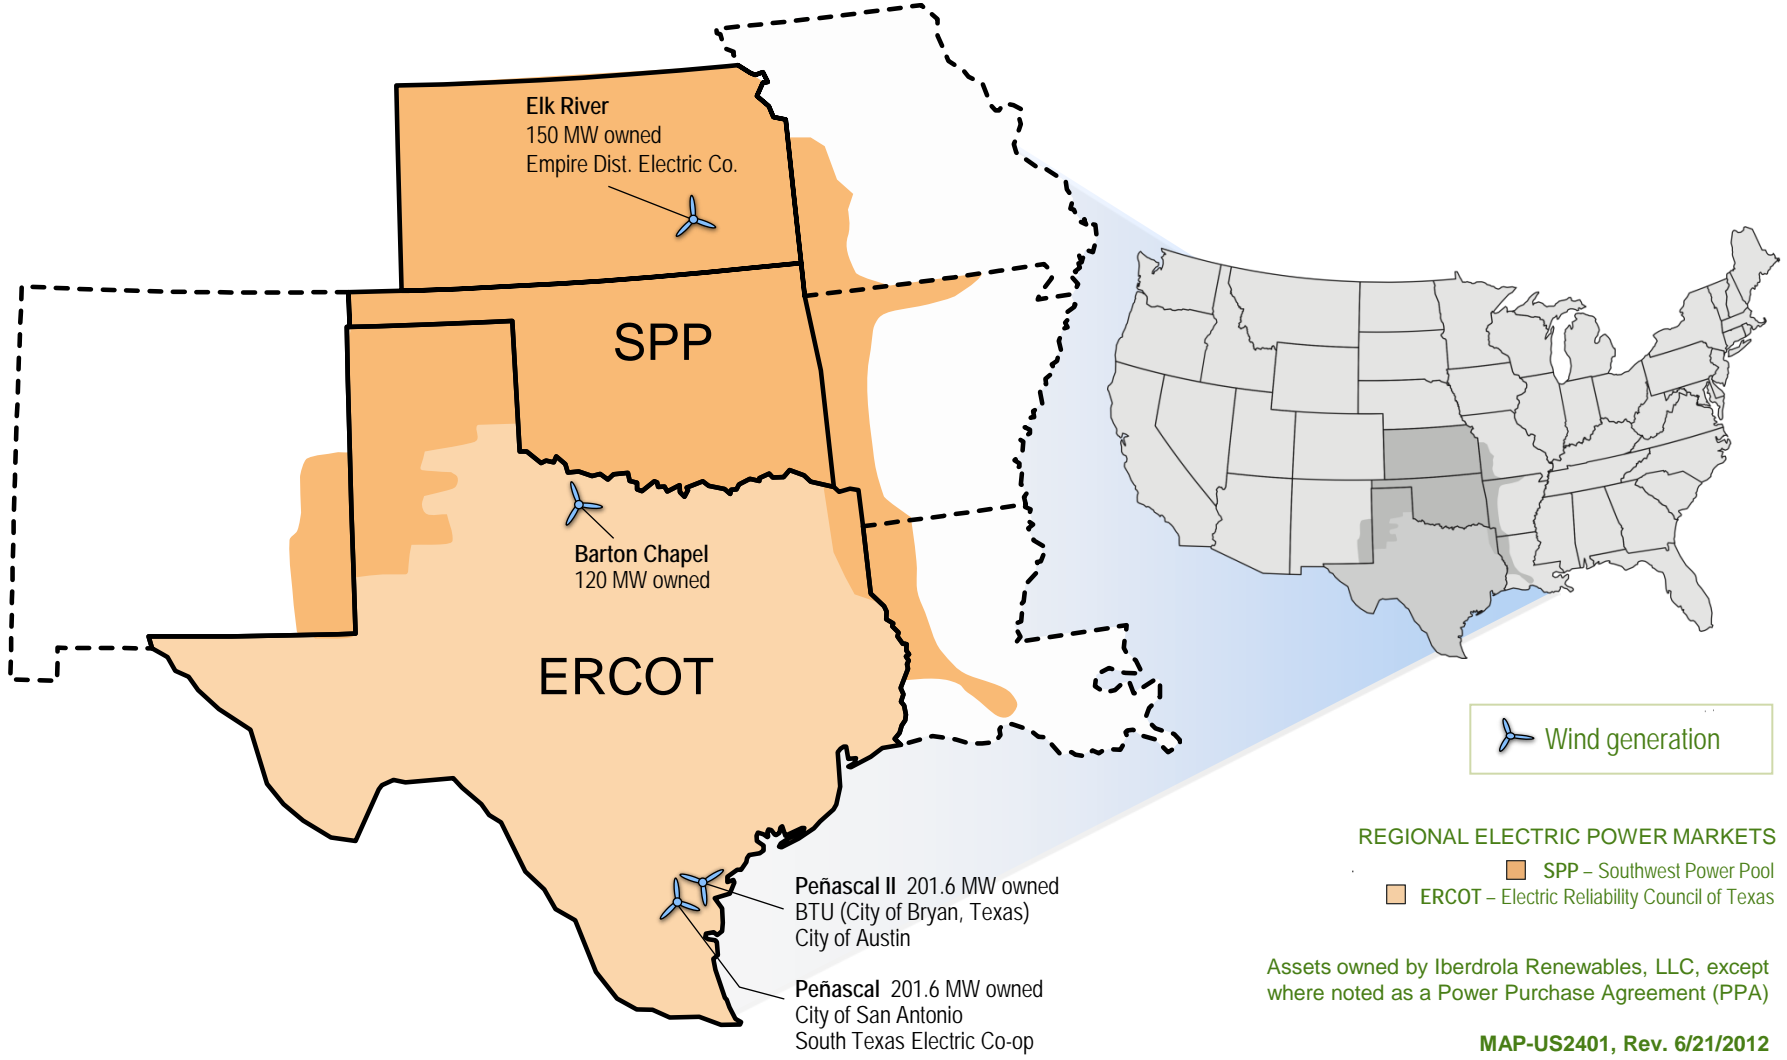 Elk River
150 MW owned
Empire Dist. Electric Co.
SPP
Barton Chapel
120 MW owned
ERCOT
Wind generation
REGIONAL ELECTRIC POWER MARKETS
SPP – Southwest Power Pool
ERCOT – Electric Reliability Council of Texas
Peñascal II 201.6 MW owned
BTU (City of Bryan, Texas)
City of Austin
Peñascal 201.6 MW owned
City of San Antonio
South Texas Electric Co-op
Assets owned by Iberdrola Renewables, LLC, except
where noted as a Power Purchase Agreement (PPA)
MAP-US2401, Rev. 6/21/2012